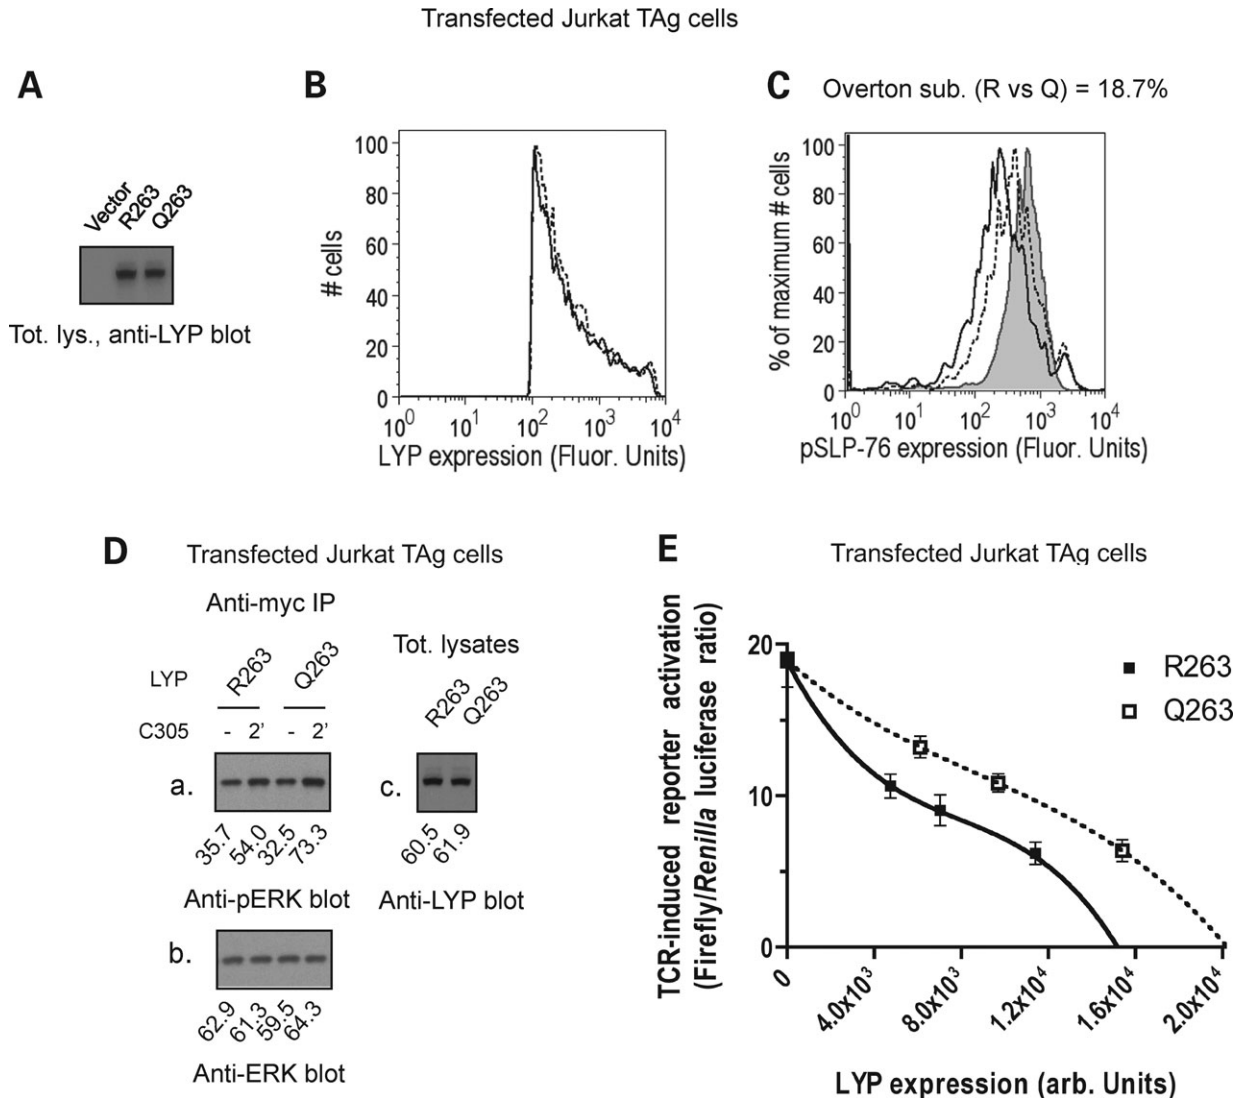 Transfected Jurkat TAg cells
A
Vector
R263
Q263
Tot. lys., anti-LYP blot
B
# cells
100
80
60
40
20
0
10^0 10^1 10^2 10^3 10^4
LYP expression (Fluor. Units)
C
Overton sub. (R vs Q) = 18.7%
% of maximum # cells
100
80
60
40
20
0
10^0 10^1 10^2 10^3 10^4
pSLP-76 expression (Fluor. Units)
D
Transfected Jurkat TAg cells
Anti-myc IP
LYP R263 Q263
C305 - 2' - 2'
a.
35.7 54.0 32.5 73.3
Anti-pERK blot
b.
62.9 61.3 59.5 64.3
Anti-ERK blot
Tot. lysates
R263 Q263
c.
60.5 61.9
Anti-LYP blot
E
Transfected Jurkat TAg cells
TCR-induced reporter activation
(Firefly/Renilla luciferase ratio)
20
10
0
R263
Q263
0 4.0x10^3 8.0x10^3 1.2x10^4 1.6x10^4 2.0x10^4
LYP expression (arb. Units)